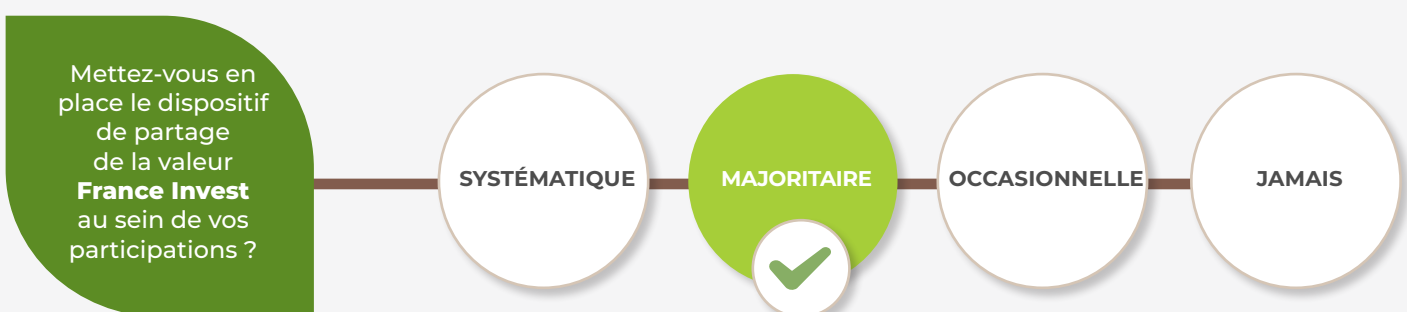 Mettez-vous en
place le dispositif
de partage
de la valeur
France Invest
au sein de vos
participations ?
SYSTÉMATIQUE
MAJORITAIRE
OCCASIONNELLE
JAMAIS